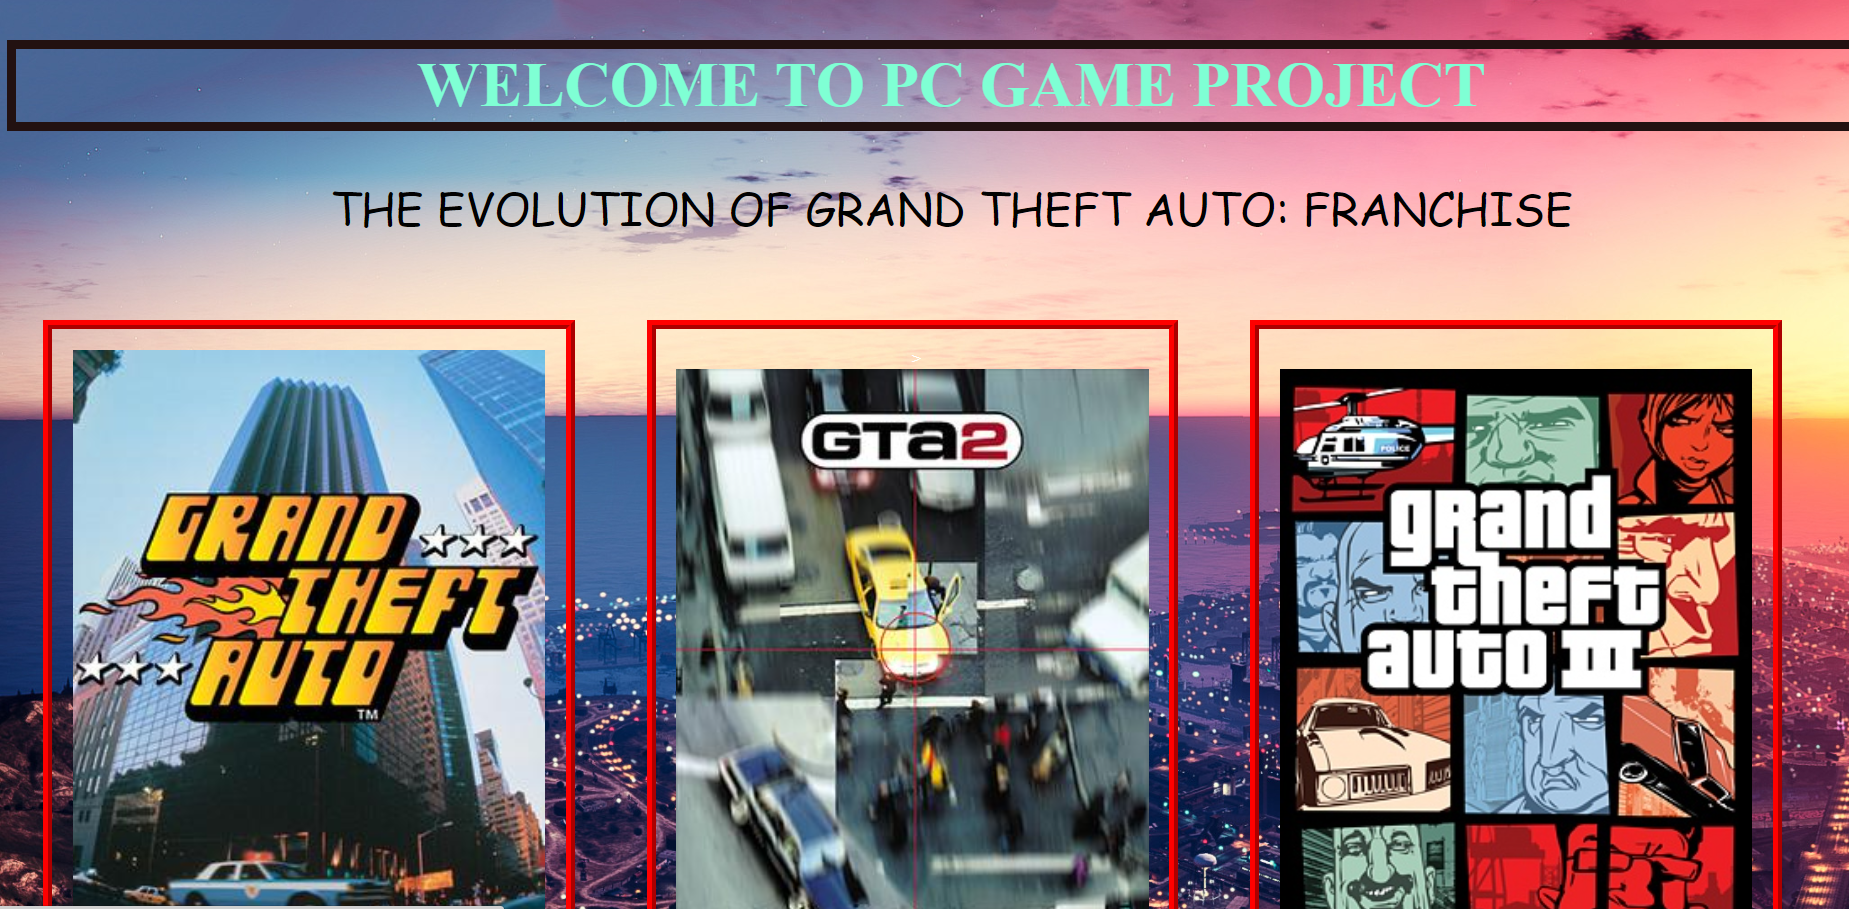 WELCOME TO PC GAME PROJECT
THE EVOLUTION OF GRAND THEFT AUTO: FRANCHISE
>
GRAND
THEFT
AUTO
TM
GTA2
POLICE
grand
theft
auto III